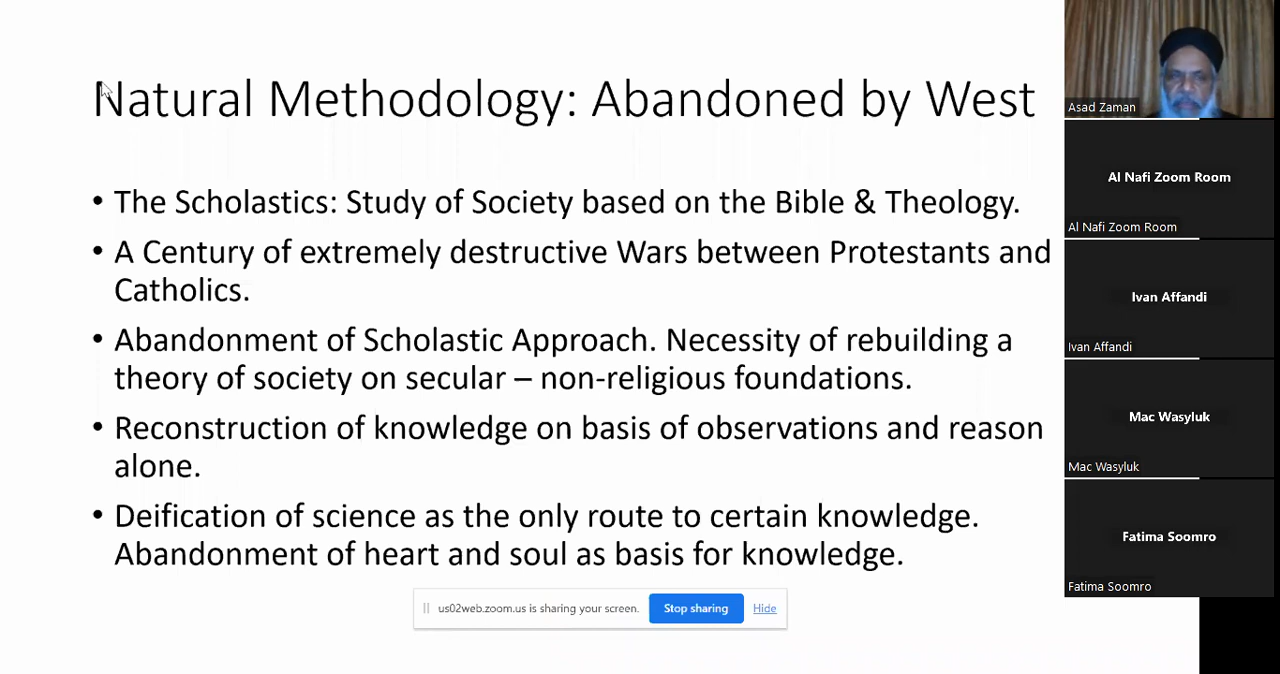 Natural Methodology: Abandoned by West
• The Scholastics: Study of Society based on the Bible & Theology.
• A Century of extremely destructive Wars between Protestants and
Catholics.
• Abandonment of Scholastic Approach. Necessity of rebuilding a
theory of society on secular – non-religious foundations.
• Reconstruction of knowledge on basis of observations and reason
alone.
• Deification of science as the only route to certain knowledge.
Abandonment of heart and soul as basis for knowledge.
us02web.zoom.us is sharing your screen.
Stop sharing
Hide
Asad Zaman
Al Nafi Zoom Room
Al Nafi Zoom Room
Ivan Affandi
Ivan Affandi
Mac Wasyluk
Mac Wasyluk
Fatima Soomro
Fatima Soomro